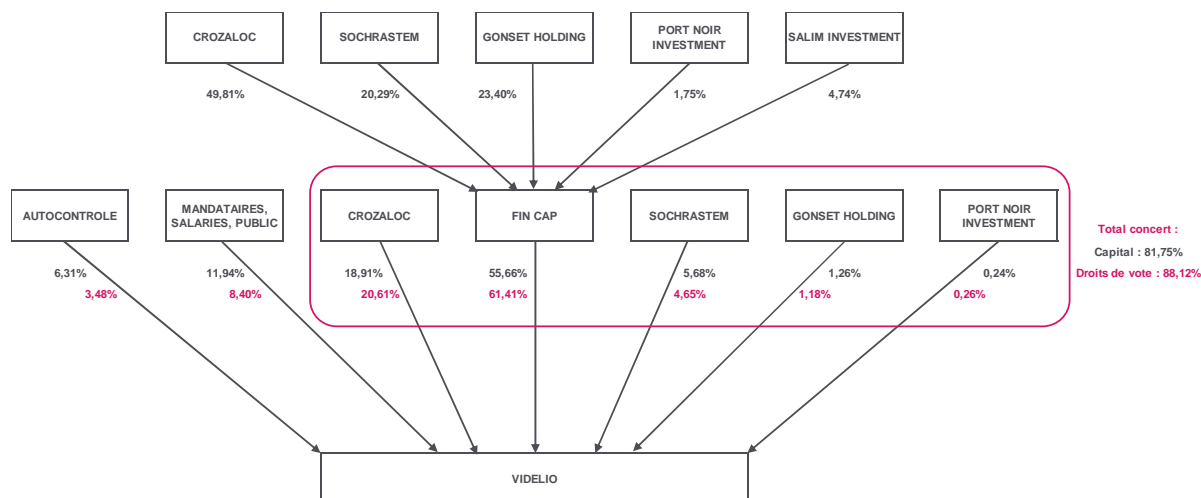 CROZALOC
SOCHRASTEM
GONSET HOLDING
PORT NOIR
INVESTMENT
SALIM INVESTMENT
49,81%
20,29%
23,40%
1,75%
4,74%
AUTOCONTROLE
MANDATAIRES,
SALARIES, PUBLIC
CROZALOC
FIN CAP
SOCHRASTEM
GONSET HOLDING
PORT NOIR
INVESTMENT
Total concert :
Capital : 81,75%
Droits de vote : 88,12%
6,31%
11,94%
18,91%
55,66%
5,68%
1,26%
0,24%
3,48%
8,40%
20,61%
61,41%
4,65%
1,18%
0,26%
VIDELIO